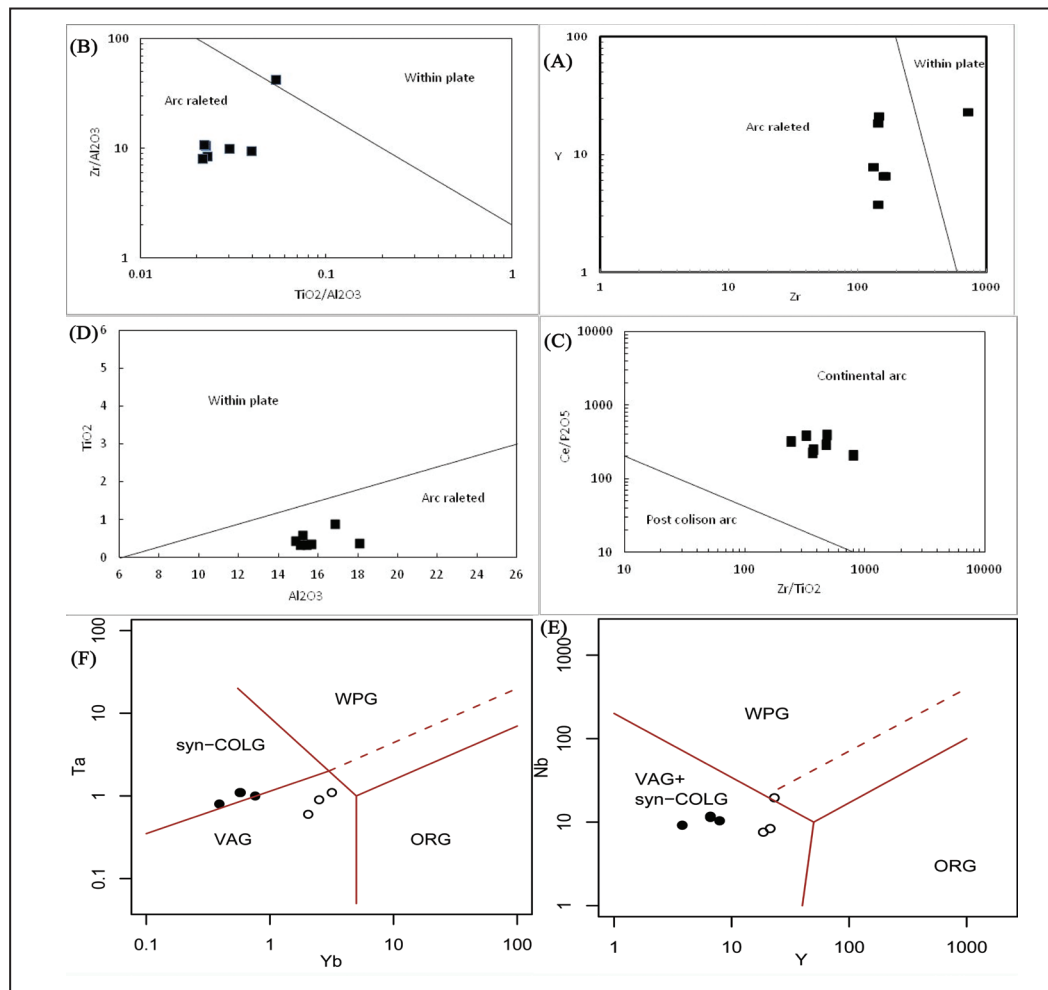 (B)
100
10
1
Zr/Al2O3
Arc raleted
Within plate
0.01
0.1
1
TiO2/Al2O3
(A)
100
10
1
Y
Arc raleted
Within plate
1
10
100
1000
Zr
(D)
6
5
4
3
2
1
0
TiO2
Within plate
Arc raleted
6
8
10
12
14
16
18
20
22
24
26
Al2O3
(C)
10000
1000
100
10
Ce/P2O5
Continental arc
Post colison arc
10
100
1000
10000
Zr/TiO2
(F)
100
10
1
0.1
Ta
WPG
syn-COLG
VAG
ORG
0.1
1
10
100
Yb
(E)
1000
100
10
1
Nb
WPG
VAG+
syn-COLG
ORG
1
10
100
1000
Y